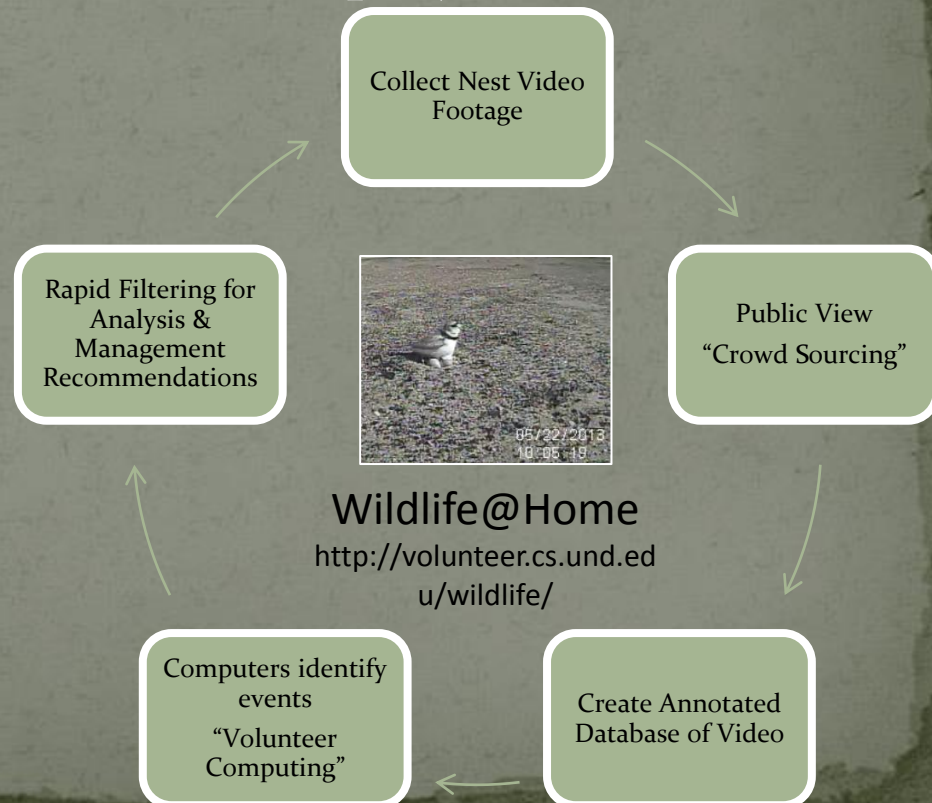 Collect Nest Video
Footage
Public View
“Crowd Sourcing”
Create Annotated
Database of Video
Computers identify
events
“Volunteer
Computing”
Rapid Filtering for
Analysis &
Management
Recommendations
05/22/2013
10:05:19
Wildlife@Home
http://volunteer.cs.und.ed
u/wildlife/